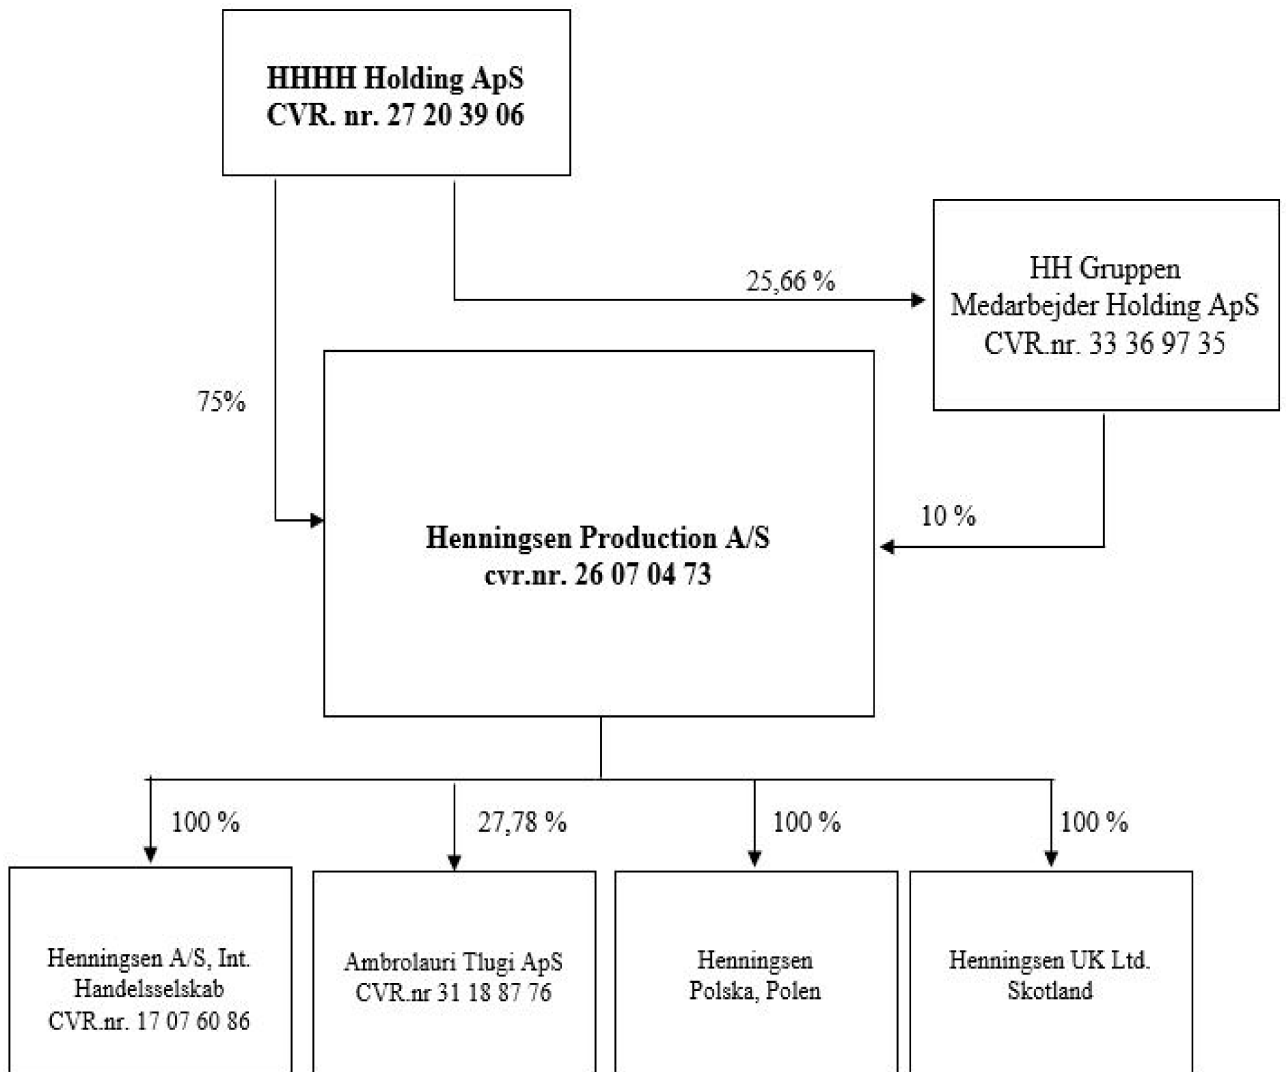 HHHH Holding ApS
CVR. nr. 27 20 39 06
25,66 %
HH Gruppen
Medarbejder Holding ApS
CVR.nr. 33 36 97 35
75%
10 %
Henningsen Production A/S
cvr.nr. 26 07 04 73
100 %
27,78 %
100 %
100 %
Henningsen A/S, Int.
Handelsselskab
CVR.nr. 17 07 60 86
Ambrolauri Tlugi ApS
CVR.nr 31 18 87 76
Henningsen
Polska, Polen
Henningsen UK Ltd.
Skotland